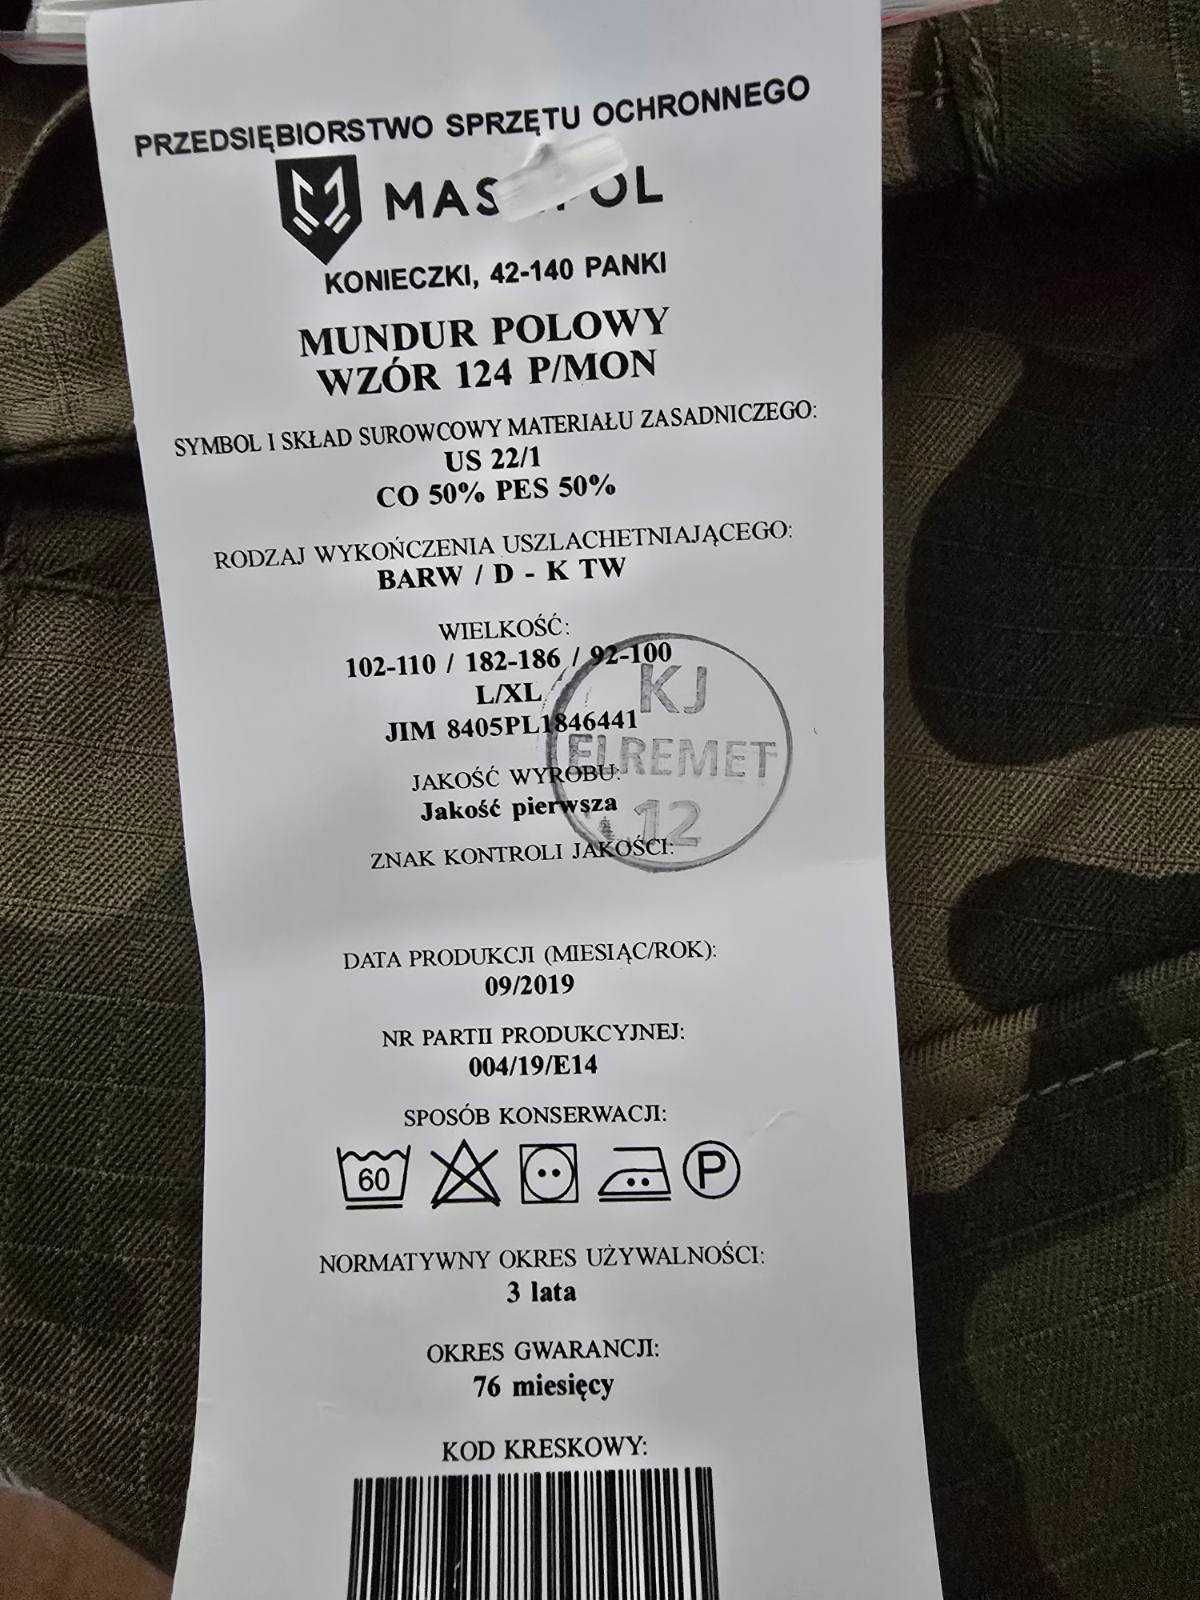 PRZEDSIĘBIORSTWO SPRZĘTU OCHRONNEGO
KONIECZKI, 42-140 PANKI
MUNDUR POLOWY
WZÓR 124 P/MON
SYMBOL I SKŁAD SUROWCOWY MATERIAŁU ZASADNICZEGO:
US 22/1
CO 50% PES 50%
RODZAJ WYKOŃCZENIA USZLACHETNIAJĄCEGO:
BARW / D - K TW
WIELKOŚĆ:
102-110 / 182-186 / 92-100
L/XL
JIM 8405PL1846441
KJ
ELREMET
12
JAKOŚĆ WYROBU:
Jakość pierwsza
ZNAK KONTROLI JAKOŚCI:
DATA PRODUKCJI (MIESIĄC/ROK):
09/2019
NR PARTII PRODUKCYJNEJ:
004/19/E14
SPOSÓB KONSERWACJI:
60 P
NORMATYWNY OKRES UŻYWALNOŚCI:
3 lata
OKRES GWARANCJI:
76 miesięcy
KOD KRESKOWY: